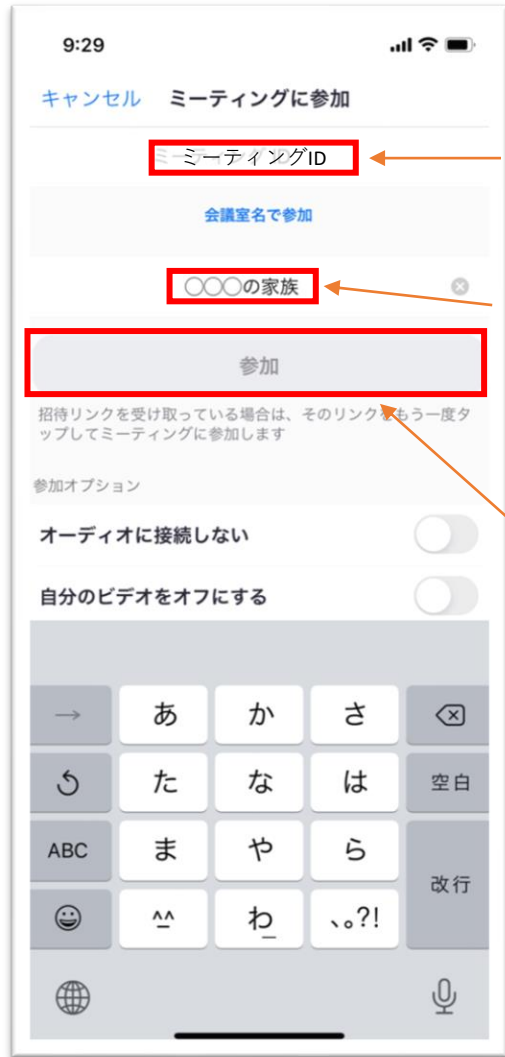 9:29
キャンセル ミーティングに参加
ミーティングID
会議室名で参加
○○○の家族
参加
招待リンクを受け取っている場合は、そのリンクをもう一度タ
ップしてミーティングに参加します
参加オプション
オーディオに接続しない
自分のビデオをオフにする
→ あ か さ
た な は 空白
ABC ま や ら
改行
^^ わ 、。?!